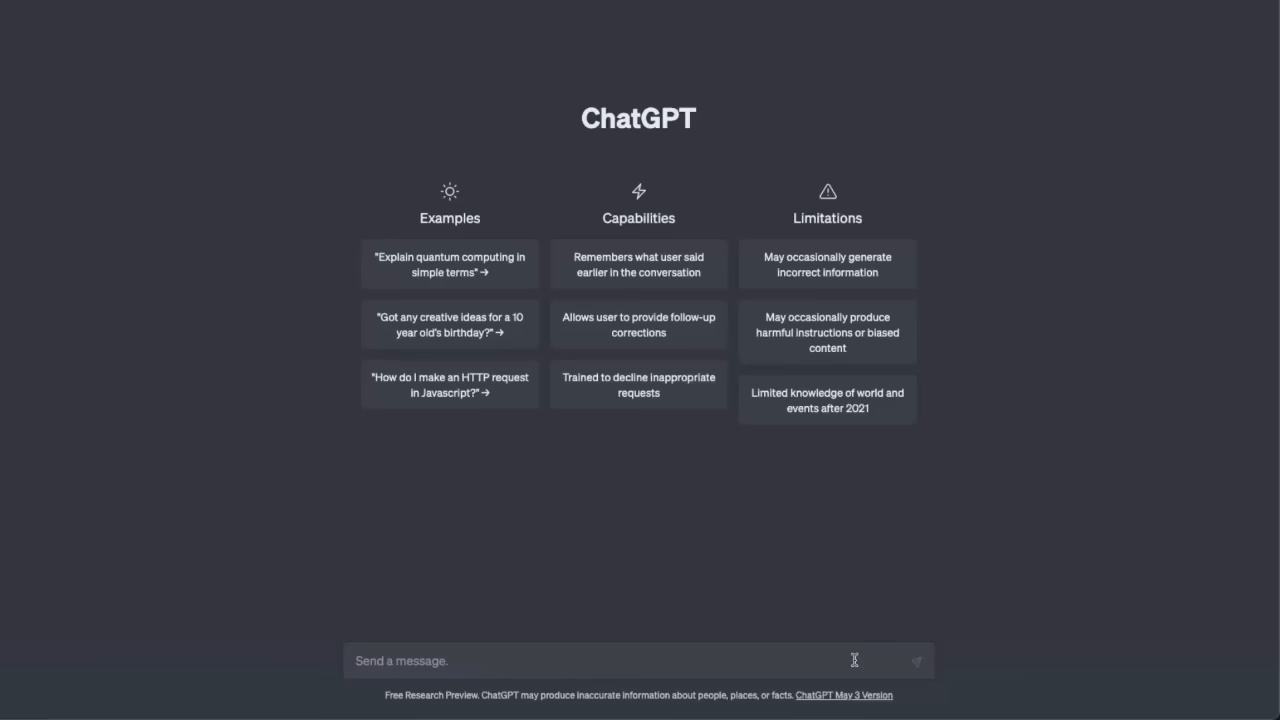 ChatGPT
Examples
"Explain quantum computing in
simple terms" →
"Got any creative ideas for a 10
year old's birthday?" →
"How do I make an HTTP request
in Javascript?" →
Capabilities
Remembers what user said
earlier in the conversation
Allows user to provide follow-up
corrections
Trained to decline inappropriate
requests
Limitations
May occasionally generate
incorrect information
May occasionally produce
harmful instructions or biased
content
Limited knowledge of world and
events after 2021
Send a message.
Free Research Preview. ChatGPT may produce inaccurate information about people, places, or facts. ChatGPT May 3 Version